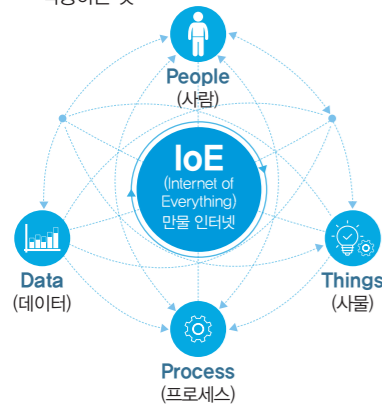 People
(사람)
IoE
(Internet of
Everything)
만물 인터넷
Data
(데이터)
Things
(사물)
Process
(프로세스)